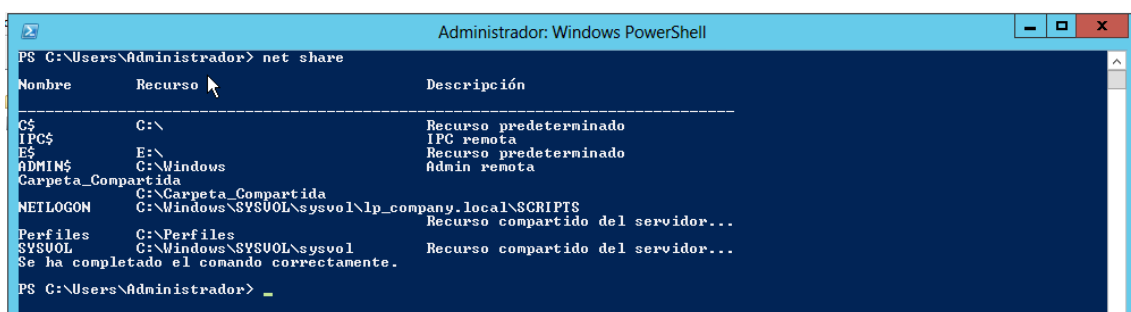 Administrador: Windows PowerShell
PS C:\Users\Administrador> net share
Nombre Recurso Descripción
-------------------------------------------------------------------------------
C$ C:\ Recurso predeterminado
IPC$ IPC remota
E$ E:\ Recurso predeterminado
ADMIN$ C:\Windows Admin remota
Carpeta_Compartida
C:\Carpeta_Compartida
NETLOGON C:\Windows\SYSVOL\sysvol\lp_company.local\SCRIPTS
Recurso compartido del servidor...
Perfiles C:\Perfiles
SYSVOL C:\Windows\SYSVOL\sysvol Recurso compartido del servidor...
Se ha completado el comando correctamente.
PS C:\Users\Administrador> _